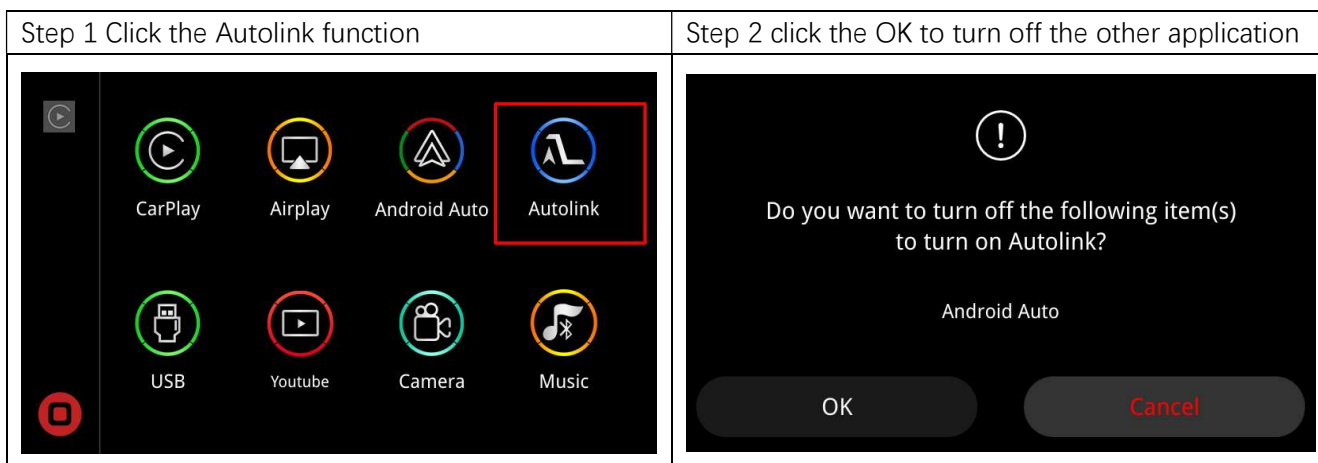 Step 1 Click the Autolink function
Step 2 click the OK to turn off the other application
CarPlay
Airplay
Android Auto
Autolink
USB
Youtube
Camera
Music
Do you want to turn off the following item(s)
to turn on Autolink?
Android Auto
OK
Cancel